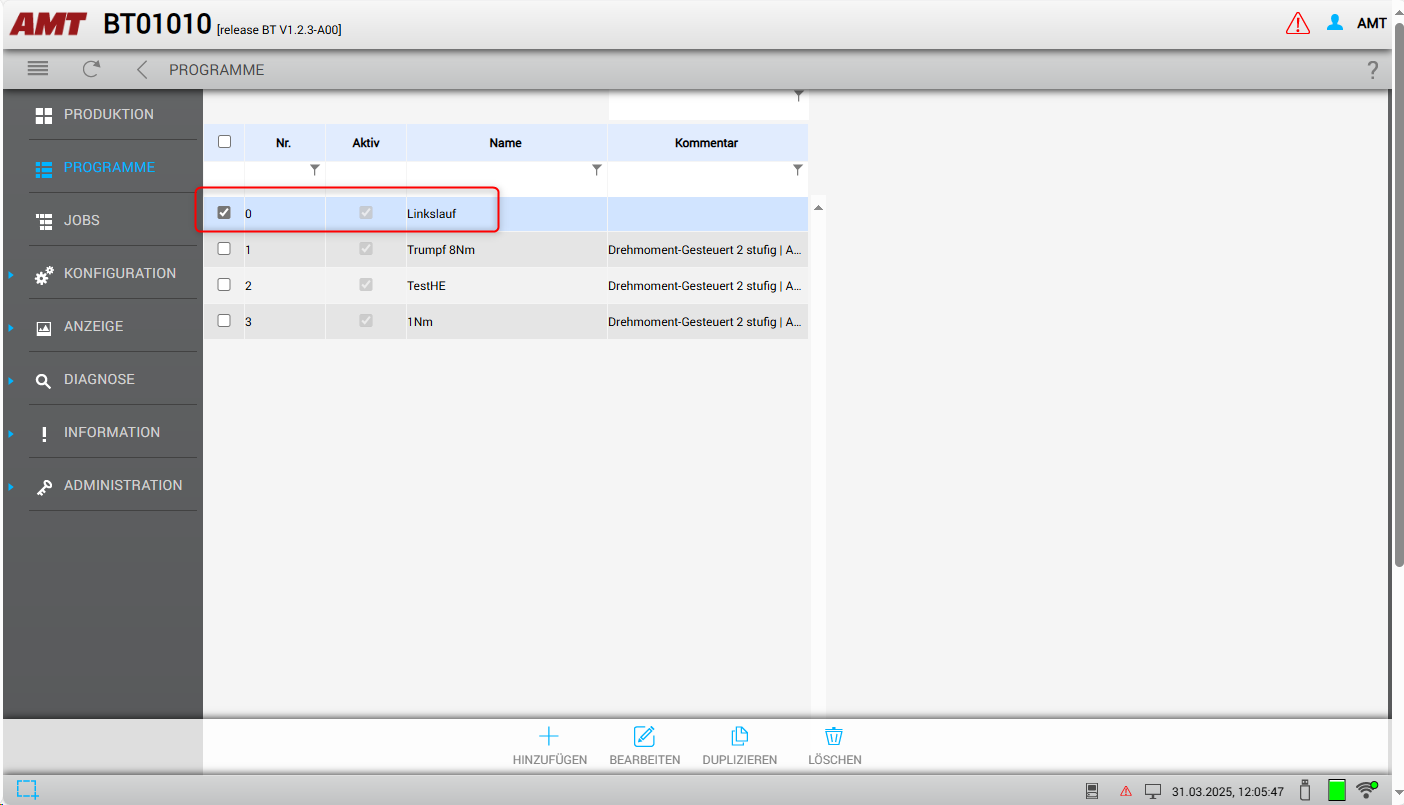 AMT BT01010 [release BT V1.2.3-A00] AMT
PROGRAMME ?
PRODUKTION
PROGRAMME
JOBS
KONFIGURATION
ANZEIGE
DIAGNOSE
INFORMATION
ADMINISTRATION
Nr. Aktiv Name Kommentar
0 Linkslauf
1 Trumpf 8Nm Drehmoment-Gesteuert 2 stufig | A...
2 TestHE Drehmoment-Gesteuert 2 stufig | A...
3 1Nm Drehmoment-Gesteuert 2 stufig | A...
HINZUFÜGEN BEARBEITEN DUPLIZIEREN LÖSCHEN
31.03.2025, 12:05:47